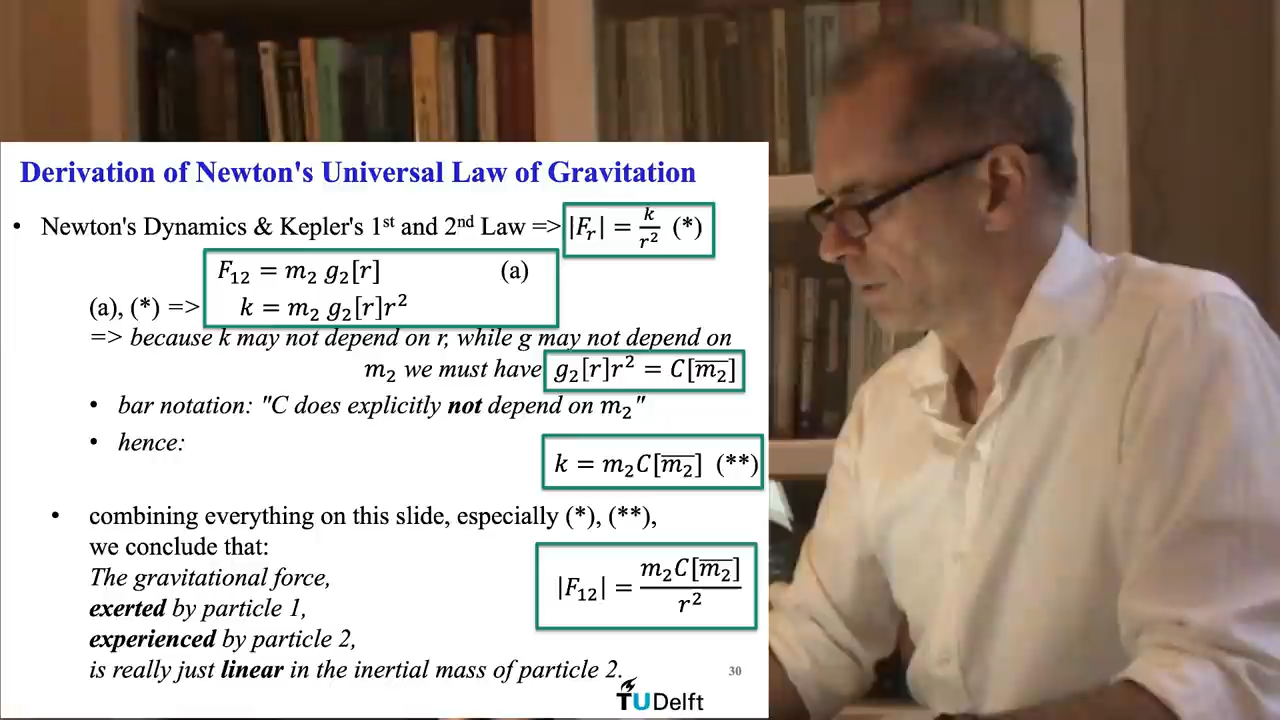 Derivation of Newton's Universal Law of Gravitation
• Newton's Dynamics & Kepler's 1st and 2nd Law => |Fᵣ| = k/r² (*)
F₁₂ = m₂ g₂[r] (a)
(a), (*) => k = m₂ g₂[r]r²
=> because k may not depend on r, while g may not depend on
m₂ we must have g₂[r]r² = C[m̅₂]
• bar notation: "C does explicitly not depend on m₂"
• hence:
k = m₂C[m̅₂] (**)
• combining everything on this slide, especially (*), (**),
we conclude that:
The gravitational force,
exerted by particle 1,
|F₁₂| = m₂C[m̅₂]/r²
experienced by particle 2,
is really just linear in the inertial mass of particle 2.
30
TUDelft